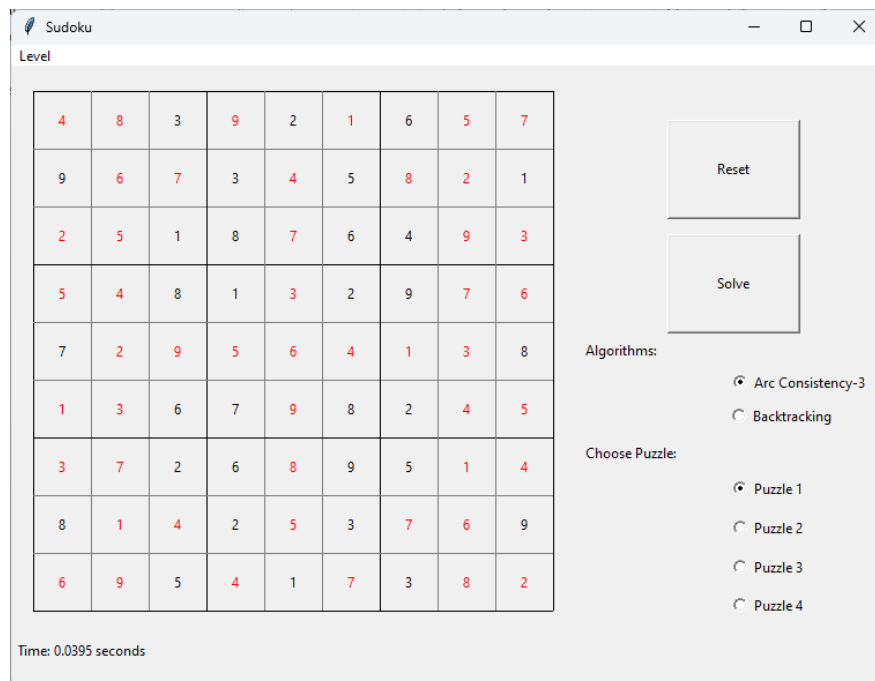 Sudoku
Level
4 8 3 9 2 1 6 5 7
9 6 7 3 4 5 8 2 1
2 5 1 8 7 6 4 9 3
5 4 8 1 3 2 9 7 6
7 2 9 5 6 4 1 3 8
1 3 6 7 9 8 2 4 5
3 7 2 6 8 9 5 1 4
8 1 4 2 5 3 7 6 9
6 9 5 4 1 7 3 8 2
Reset
Solve
Algorithms:
Arc Consistency-3
Backtracking
Choose Puzzle:
Puzzle 1
Puzzle 2
Puzzle 3
Puzzle 4
Time: 0.0395 seconds